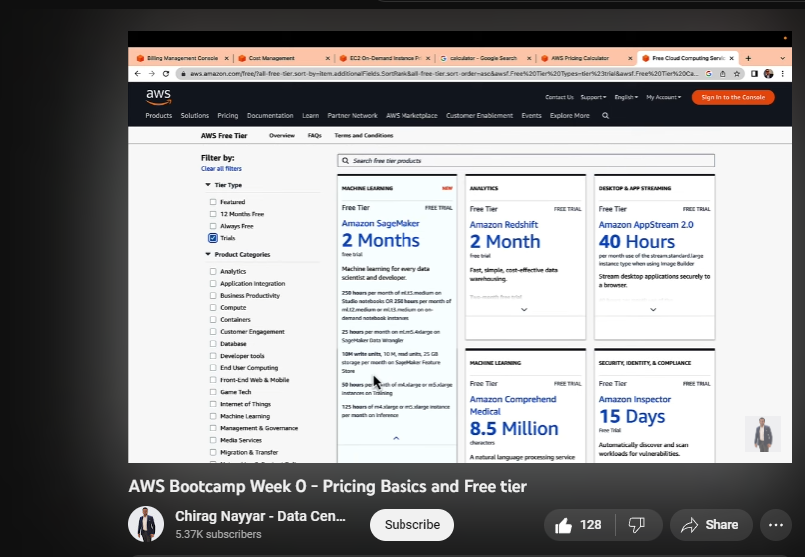 Billing Management Console
Cost Management
EC2 On-Demand Instance Pri
calculator - Google Search
AWS Pricing Calculator
Free Cloud Computing Servic
aws.amazon.com/free/?all-free-tier.sort-by=item.additionalFields.SortRank&all-free-tier.sort-order=asc&awsf.Free%20Tier%20Types=tier%23trial&awsf.Free%20Tier%20Ca...
aws
Contact Us Support English My Account Sign In to the Console
Products Solutions Pricing Documentation Learn Partner Network AWS Marketplace Customer Enablement Events Explore More
AWS Free Tier Overview FAQs Terms and Conditions
Filter by:
Clear all filters
Tier Type
Featured
12 Months Free
Always Free
Trials
Product Categories
Analytics
Application Integration
Business Productivity
Compute
Containers
Customer Engagement
Database
Developer tools
End User Computing
Front-End Web & Mobile
Game Tech
Internet of Things
Machine Learning
Management & Governance
Media Services
Migration & Transfer
Search free tier products
MACHINE LEARNING NEW
Free Tier FREE TRIAL
Amazon SageMaker
2 Months
free trial
Machine learning for every data
scientist and developer.
250 hours per month of ml.t3.medium on
Studio notebooks OR 250 hours per month of
ml.t2.medium or ml.t3.medium on on-
demand notebook instances
25 hours per month on ml.m5.4xlarge on
SageMaker Data Wrangler
10M write units, 10 M, read units, 25 GB
storage per month on SageMaker Feature
Store
50 hours per month of m4.xlarge or m5.xlarge
instances on Training
125 hours of m4.xlarge or m5.xlarge instance
per month on Inference
ANALYTICS
Free Tier FREE TRIAL
Amazon Redshift
2 Month
free trial
Fast, simple, cost-effective data
warehousing.
Two-month free trial
DESKTOP & APP STREAMING
Free Tier FREE TRIAL
Amazon AppStream 2.0
40 Hours
per month use of the stream.standard.large
instance type when using Image Builder.
Stream desktop applications securely to
a browser.
MACHINE LEARNING
Free Tier FREE TRIAL
Amazon Comprehend
Medical
8.5 Million
characters
A natural language processing service
SECURITY, IDENTITY, & COMPLIANCE
Free Tier FREE TRIAL
Amazon Inspector
15 Days
Free Trial
Automatically discover and scan
workloads for vulnerabilities.
AWS Bootcamp Week 0 - Pricing Basics and Free tier
Chirag Nayyar - Data Cen...
5.37K subscribers
Subscribe
128
Share